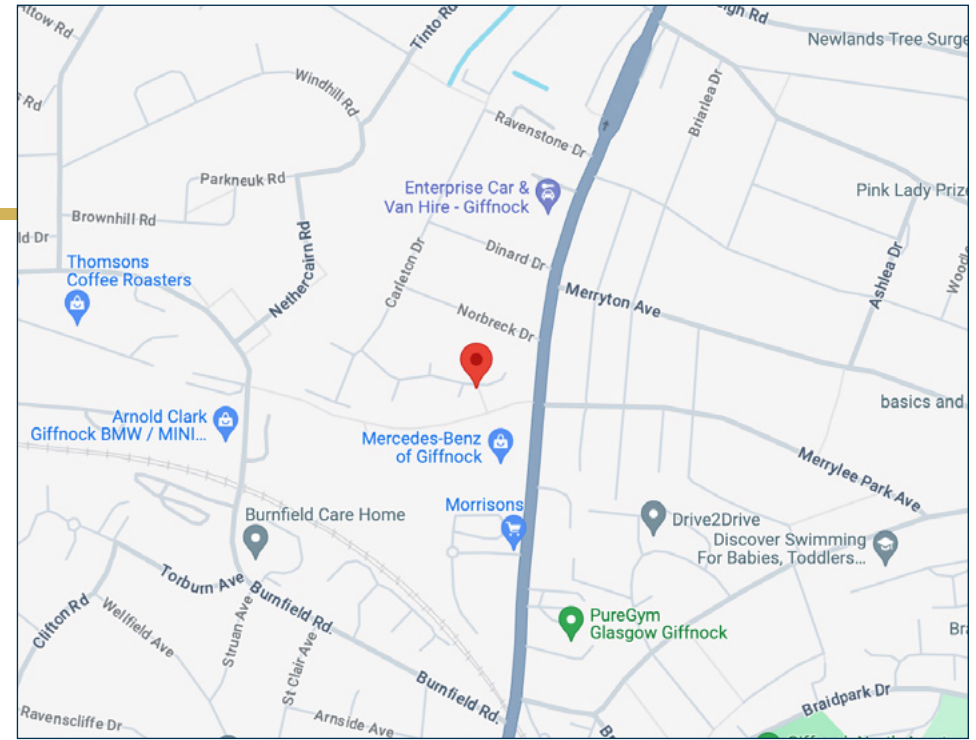 Tinto Rd
Newlands Tree Surge
Windhill Rd
Briarlea Dr
Ravenstone Dr
Parkneuk Rd
Enterprise Car &
Van Hire - Giffnock
Pink Lady Prize
Brownhill Rd
Nethercairn Rd
Carleton Dr
Dinard Dr
Ashlea Dr
Thomsons
Coffee Roasters
Merryton Ave
Norbreck Dr
basics and
Arnold Clark
Giffnock BMW / MINI...
Mercedes-Benz
of Giffnock
Merrylee Park Ave
Morrisons
Burnfield Care Home
Drive2Drive
Discover Swimming
For Babies, Toddlers...
Torburn Ave
Burnfield Rd.
Clifton Rd
Wellfield Ave
Struan Ave
St Clair Ave
PureGym
Glasgow Giffnock
Burnfield Rd.
Braidpark Dr
Ravenscliffe Dr
Arnside Ave